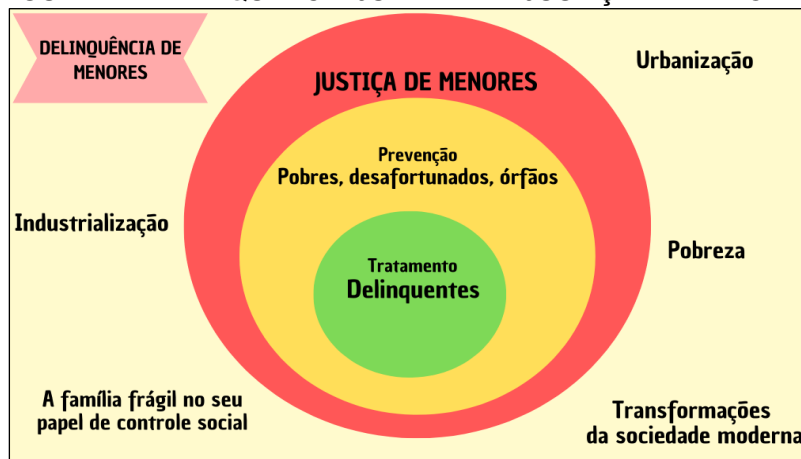 DELINQUÊNCIA DE
MENORES
JUSTIÇA DE MENORES
Urbanização
Prevenção
Pobres, desafortunados, órfãos
Industrialização
Pobreza
Tratamento
Delinquentes
A família frágil no seu
papel de controle social
Transformações
da sociedade moderna